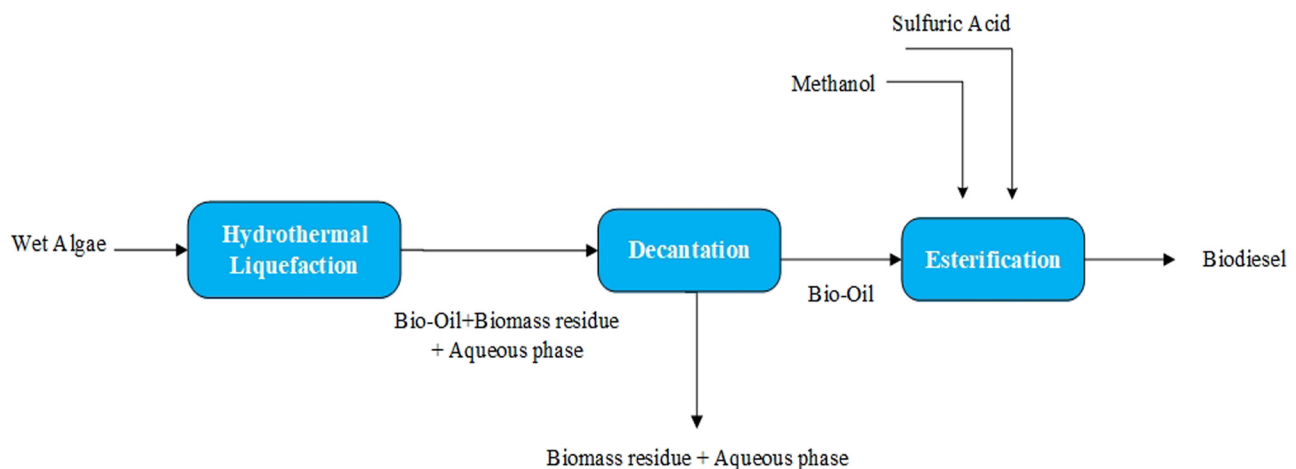 Sulfuric Acid
Methanol
Wet Algae
Hydrothermal
Liquefaction
Decantation
Esterification
Biodiesel
Bio-Oil
Bio-Oil+Biomass residue
+ Aqueous phase
Biomass residue + Aqueous phase